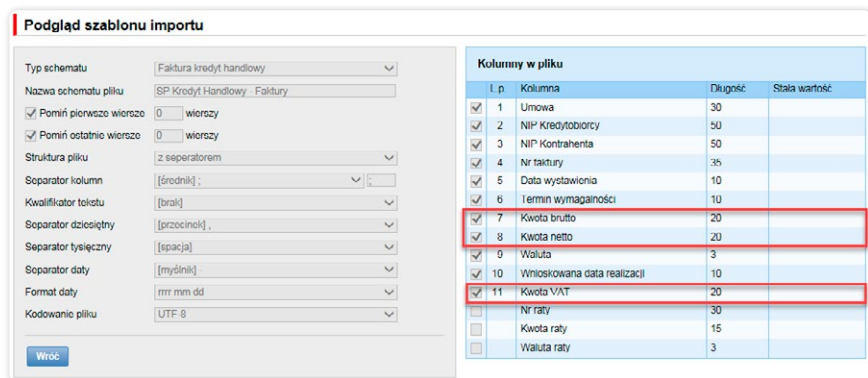 Podgląd szablonu importu
Typ schematu Faktura kredyt handlowy
Nazwa schematu pliku SP Kredyt Handlowy - Faktury
Pomiń pierwsze wiersze 0 wierszy
Pomiń ostatnie wiersze 0 wierszy
Struktura pliku z seperatorem
Separator kolumn [średnik] ; ;
Kwalifikator tekstu [brak]
Separator dziesiętny [przecinek] ,
Separator tysięczny [spacja]
Separator daty [myślnik]
Format daty rrrr mm dd
Kodowanie pliku UTF-8
Wróć
Kolumny w pliku
L.p. Kolumna Długość Stała wartość
1 Umowa 30
2 NIP Kredytobiorcy 50
3 NIP Kontrahenta 50
4 Nr faktury 35
5 Data wystawienia 10
6 Termin wymagalności 10
7 Kwota brutto 20
8 Kwota netto 20
9 Waluta 3
10 Wnioskowana data realizacji 10
11 Kwota VAT 20
Nr raty 30
Kwota raty 15
Waluta raty 3